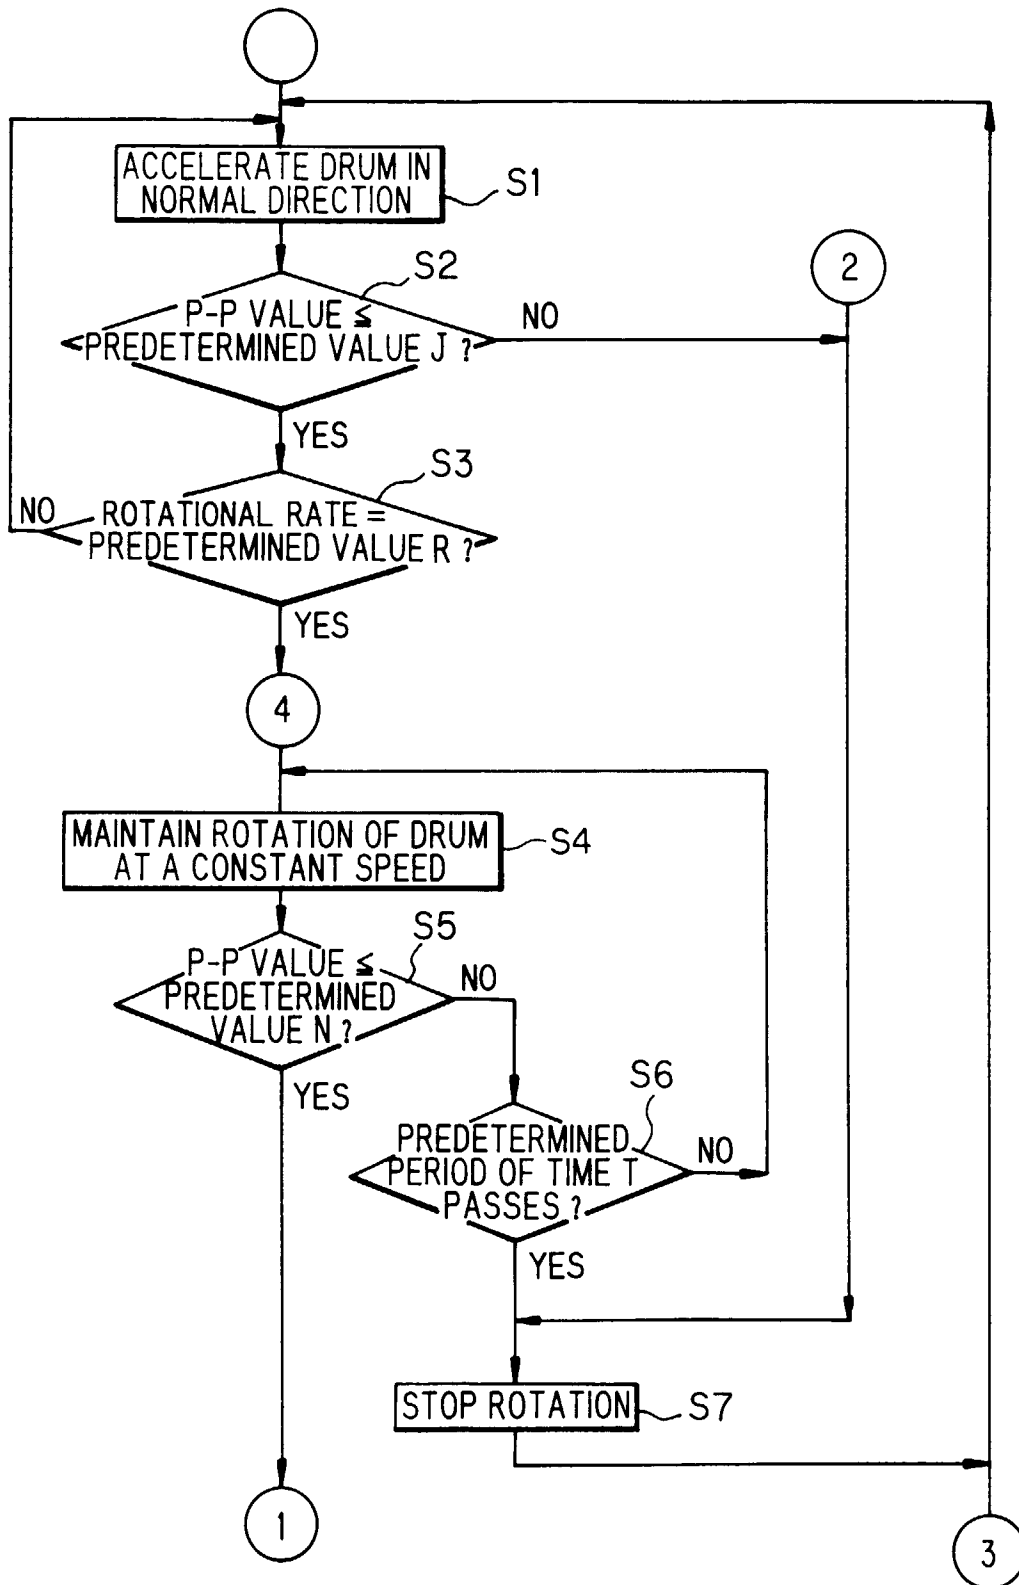 ACCELERATE DRUM IN
NORMAL DIRECTION
S1
2
S2
P-P VALUE ≦
PREDETERMINED VALUE J ?
NO
YES
S3
NO
ROTATIONAL RATE =
PREDETERMINED VALUE R ?
YES
4
MAINTAIN ROTATION OF DRUM
AT A CONSTANT SPEED
S4
S5
P-P VALUE ≦
PREDETERMINED
VALUE N ?
NO
YES
S6
PREDETERMINED
PERIOD OF TIME T
PASSES ?
NO
YES
STOP ROTATION
S7
1
3